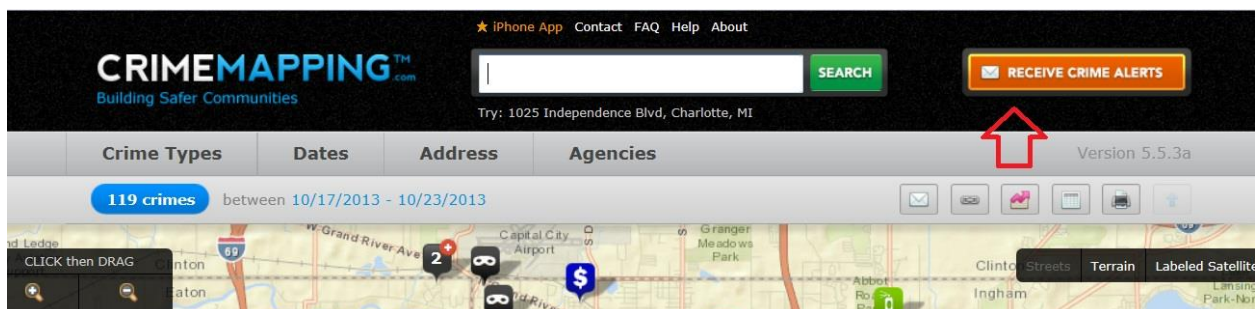 ★ iPhone App Contact FAQ Help About
CRIMEMAPPING™
.com
Building Safer Communities
SEARCH
RECEIVE CRIME ALERTS
Try: 1025 Independence Blvd, Charlotte, MI
Crime Types Dates Address Agencies
Version 5.5.3a
119 crimes between 10/17/2013 - 10/23/2013
W Grand River Ave
Capital City
Airport
Granger
Meadows
Park
69
2
$
CLICK then DRAG
Clinton
Eaton
Abbot
Clinton
Ingham
Streets Terrain Labeled Satellite
Lansing